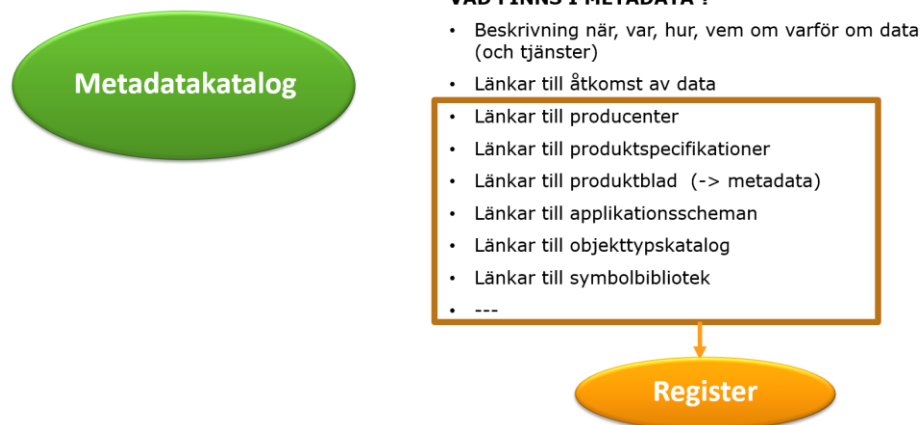 VAD FINNS I METADATA ?
Metadatakatalog
• Beskrivning när, var, hur, vem om varför om data
(och tjänster)
• Länkar till åtkomst av data
• Länkar till producenter
• Länkar till produktspecifikationer
• Länkar till produktblad (-> metadata)
• Länkar till applikationsscheman
• Länkar till objekttypskatalog
• Länkar till symbolbibliotek
• ---
Register